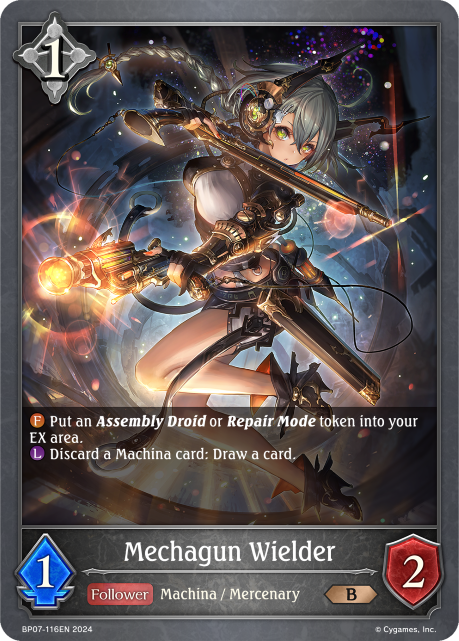 1
F Put an Assembly Droid or Repair Mode token into your
EX area.
L Discard a Machina card: Draw a card.
Mechagun Wielder
1
Follower Machina / Mercenary B
2
BP07-116EN 2024 © Cygames, Inc.